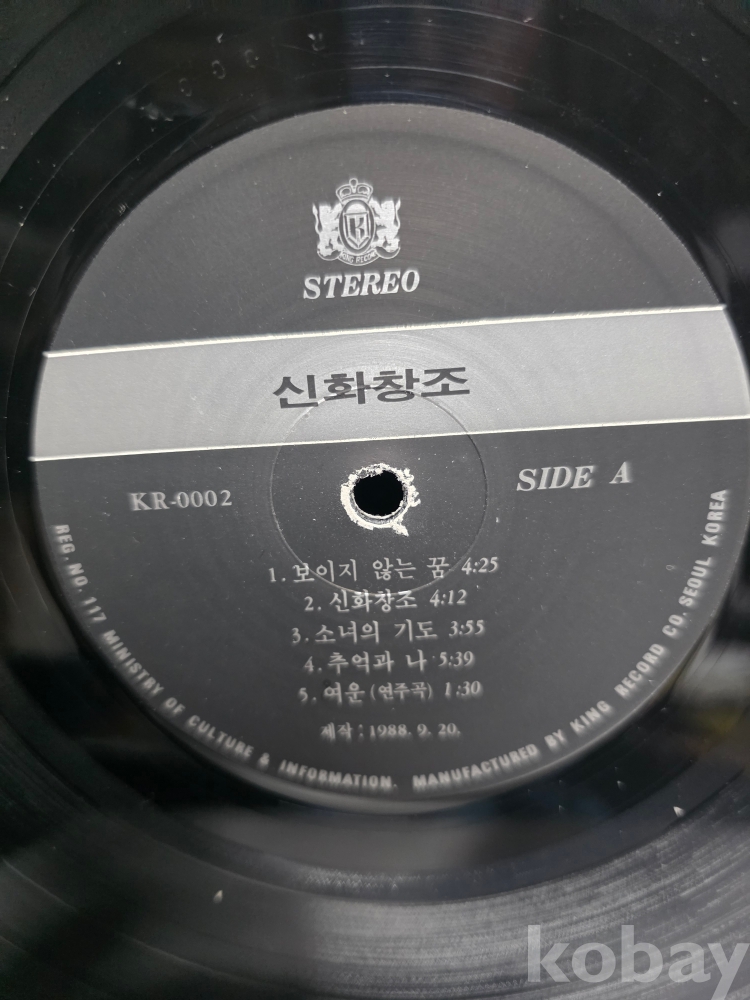 KING RECORD
STEREO
신화창조
KR-0002
SIDE A
1. 보이지 않는 꿈 4:25
2. 신화창조 4:12
3. 소녀의 기도 3:55
4. 추억과 나 5:39
5. 여운 (연주곡) 1:30
제작 : 1988. 9. 20.
REG. NO. 117 MINISTRY OF CULTURE & INFORMATION. MANUFACTURED BY KING RECORD CO. SEOUL KOREA
kobay